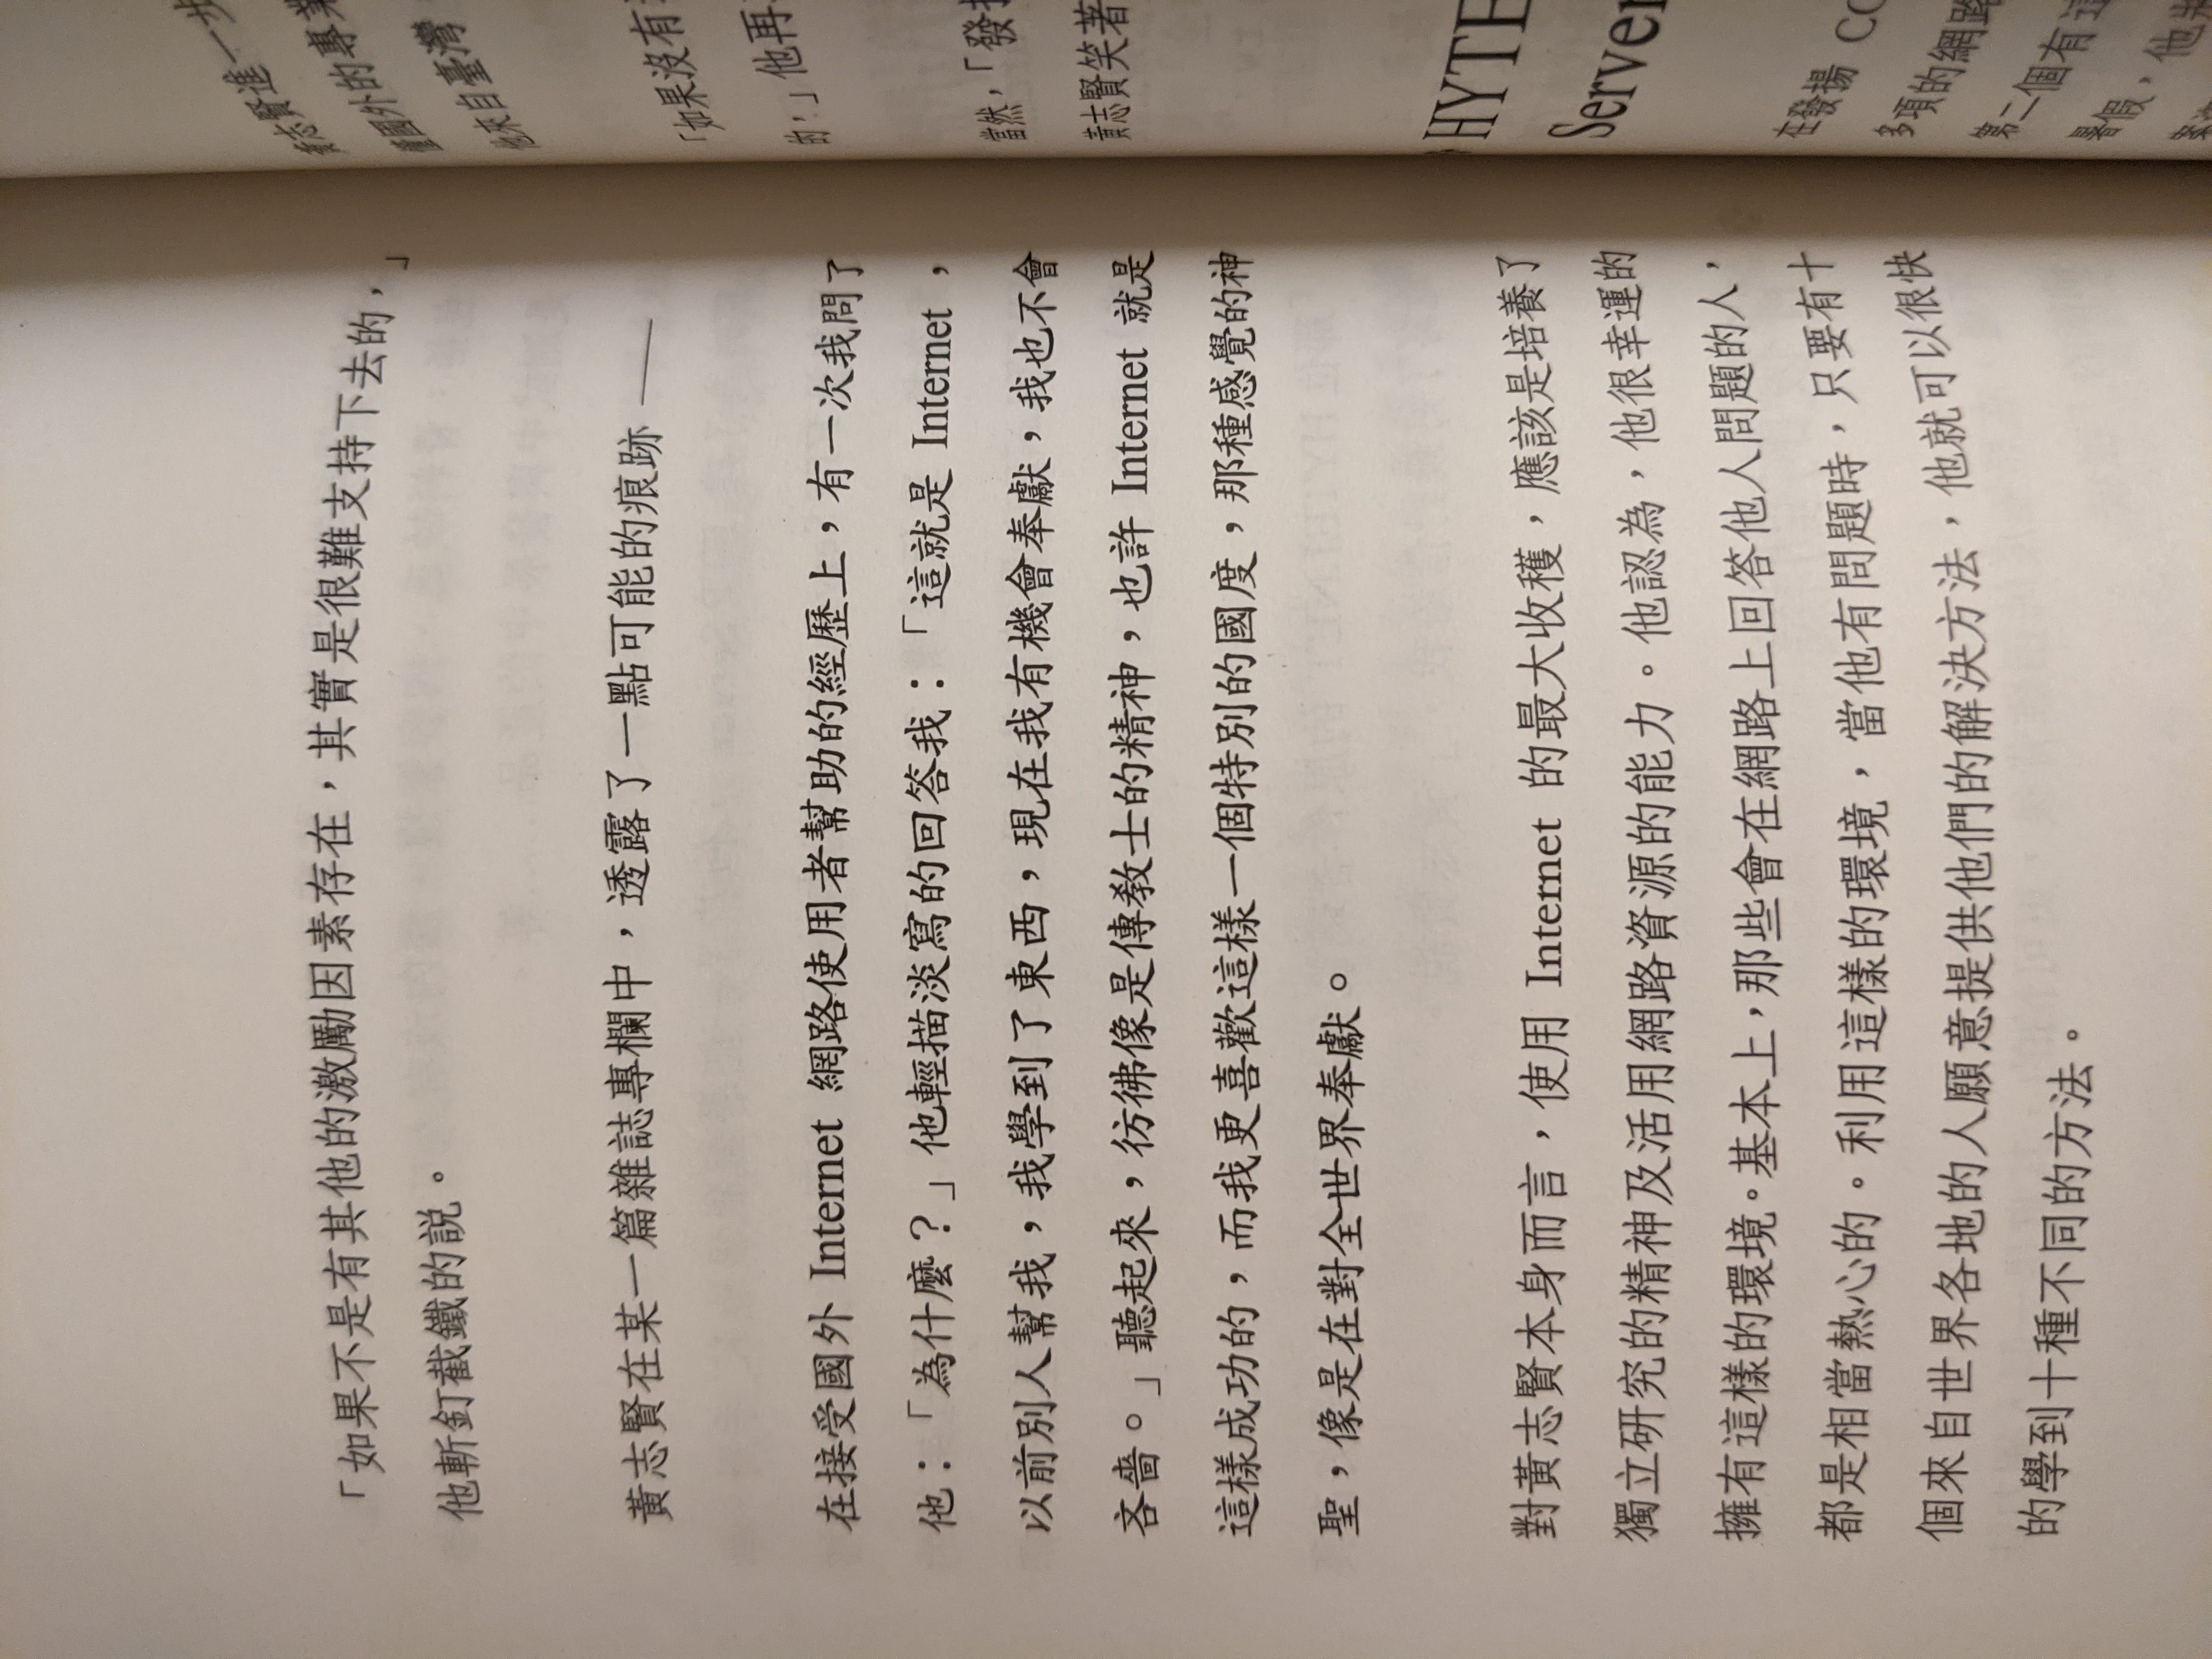 「如果不是有其他的激勵因素存在，其實是很難支持下去的，」
他斬釘截鐵的說。
黃志賢在某一篇雜誌專欄中，透露了一點可能的痕跡——
在接受國外 Internet 網路使用者幫助的經歷上，有一次我問了
他：「為什麼？」他輕描淡寫的回答我：「這就是 Internet，
以前別人幫我，我學到了東西，現在我有機會奉獻，我也不會
吝嗇。」聽起來，彷彿像是傳教士的精神，也許 Internet 就是
這樣成功的，而我更喜歡這樣一個特別的國度，那種感覺的神
聖，像是在對全世界奉獻。
對黃志賢本身而言，使用 Internet 的最大收穫，應該是培養了
獨立研究的精神及活用網路資源的能力。他認為，他很幸運的
擁有這樣的環境。基本上，那些會在網路上回答他人問題的人，
都是相當熱心的。利用這樣的環境，當他有問題時，只要有十
個來自世界各地的人願意提供他們的解決方法，他就可以很快
的學到十種不同的方法。
黃志賢進一步
國外的專業
他來自臺灣
「如果沒有
的，」他再
當然，「發
黃志賢笑著
HYTE
Server
在發揚 CO
多項的網路
第二個有這
暑假，他